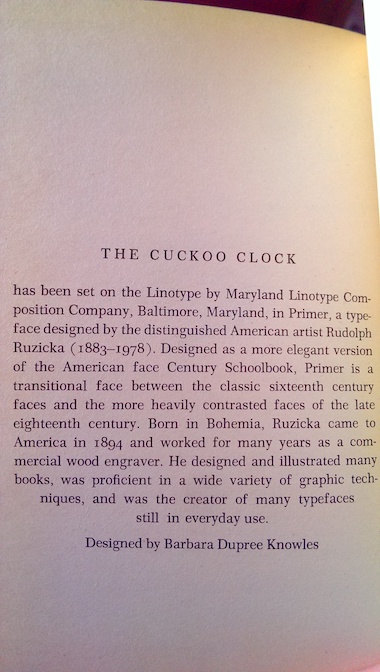 THE CUCKOO CLOCK
has been set on the Linotype by Maryland Linotype Com-
position Company, Baltimore, Maryland, in Primer, a type-
face designed by the distinguished American artist Rudolph
Ruzicka (1883–1978). Designed as a more elegant version
of the American face Century Schoolbook, Primer is a
transitional face between the classic sixteenth century
faces and the more heavily contrasted faces of the late
eighteenth century. Born in Bohemia, Ruzicka came to
America in 1894 and worked for many years as a com-
mercial wood engraver. He designed and illustrated many
books, was proficient in a wide variety of graphic tech-
niques, and was the creator of many typefaces
still in everyday use.
Designed by Barbara Dupree Knowles